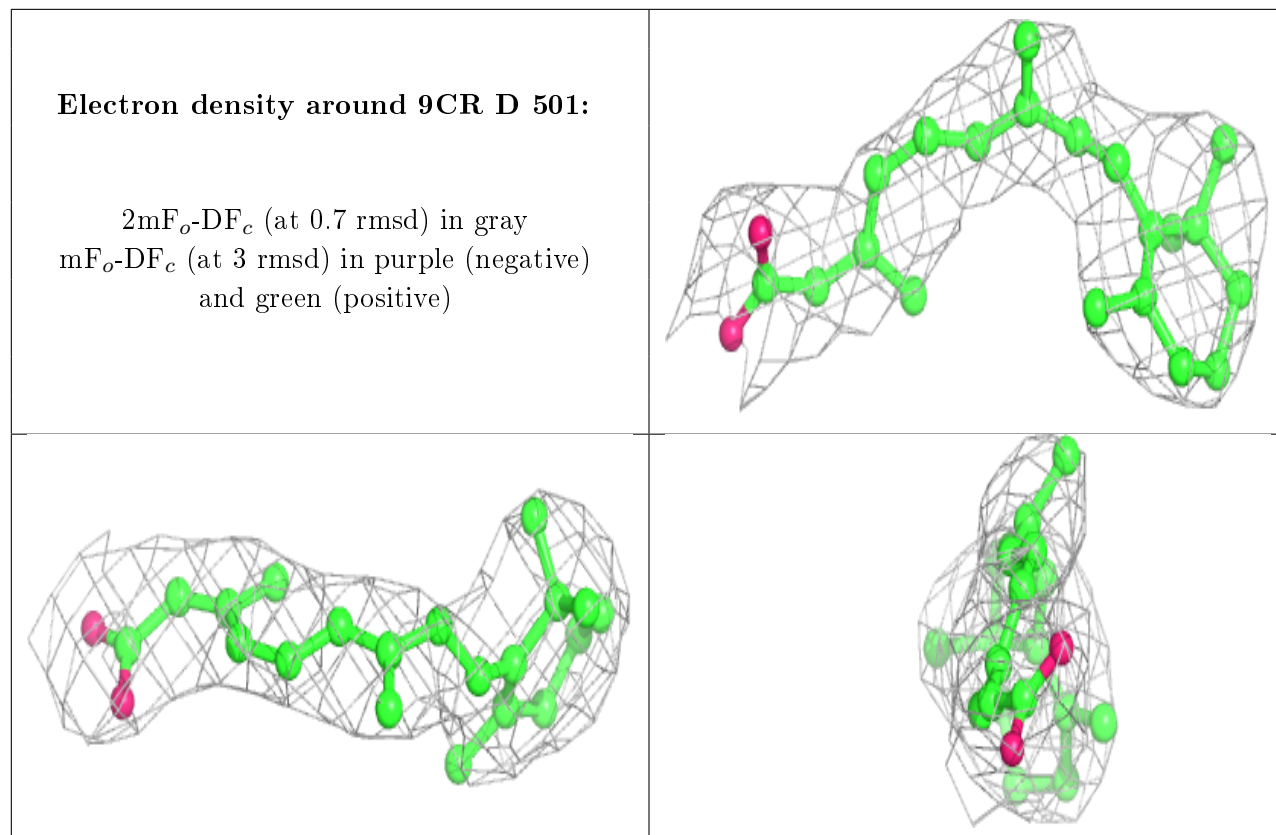 Electron density around 9CR D 501:
2mFo-DFc (at 0.7 rmsd) in gray
mFo-DFc (at 3 rmsd) in purple (negative)
and green (positive)